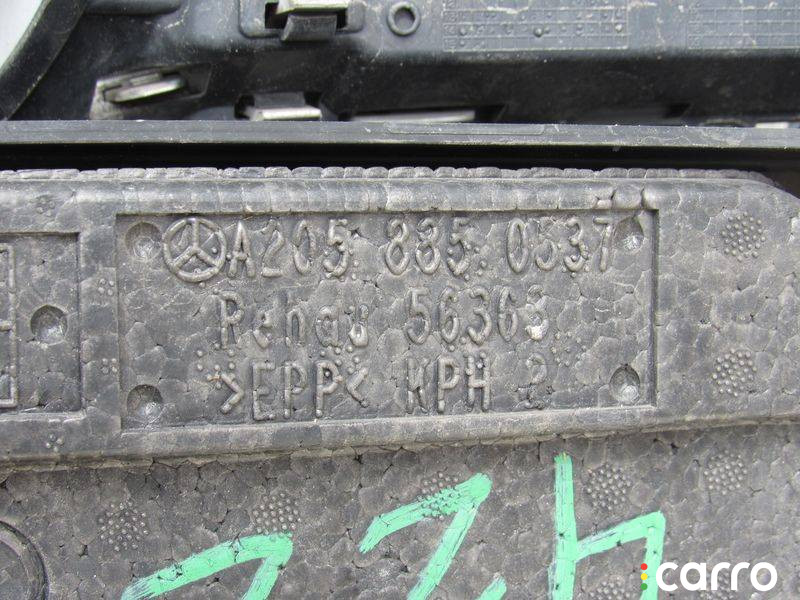 A205 885 0537
Rehau 56363
>EPP< KPH 2
carro